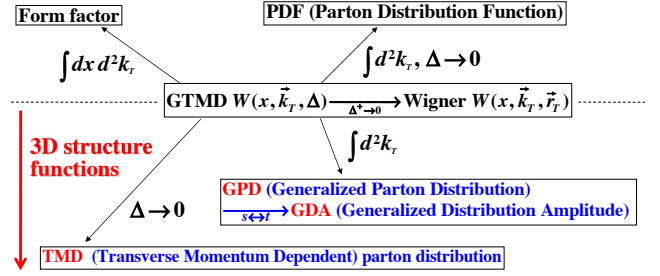 Form factor
PDF (Parton Distribution Function)
∫dx d²k_T
∫d²k_T, Δ→0
GTMD W(x, k⃗_T, Δ) ⟶ Δ⁺→0 Wigner W(x, k⃗_T, r⃗_T)
3D structure
functions
∫d²k_T
GPD (Generalized Parton Distribution)
⟶ s↔t GDA (Generalized Distribution Amplitude)
Δ→0
TMD (Transverse Momentum Dependent) parton distribution